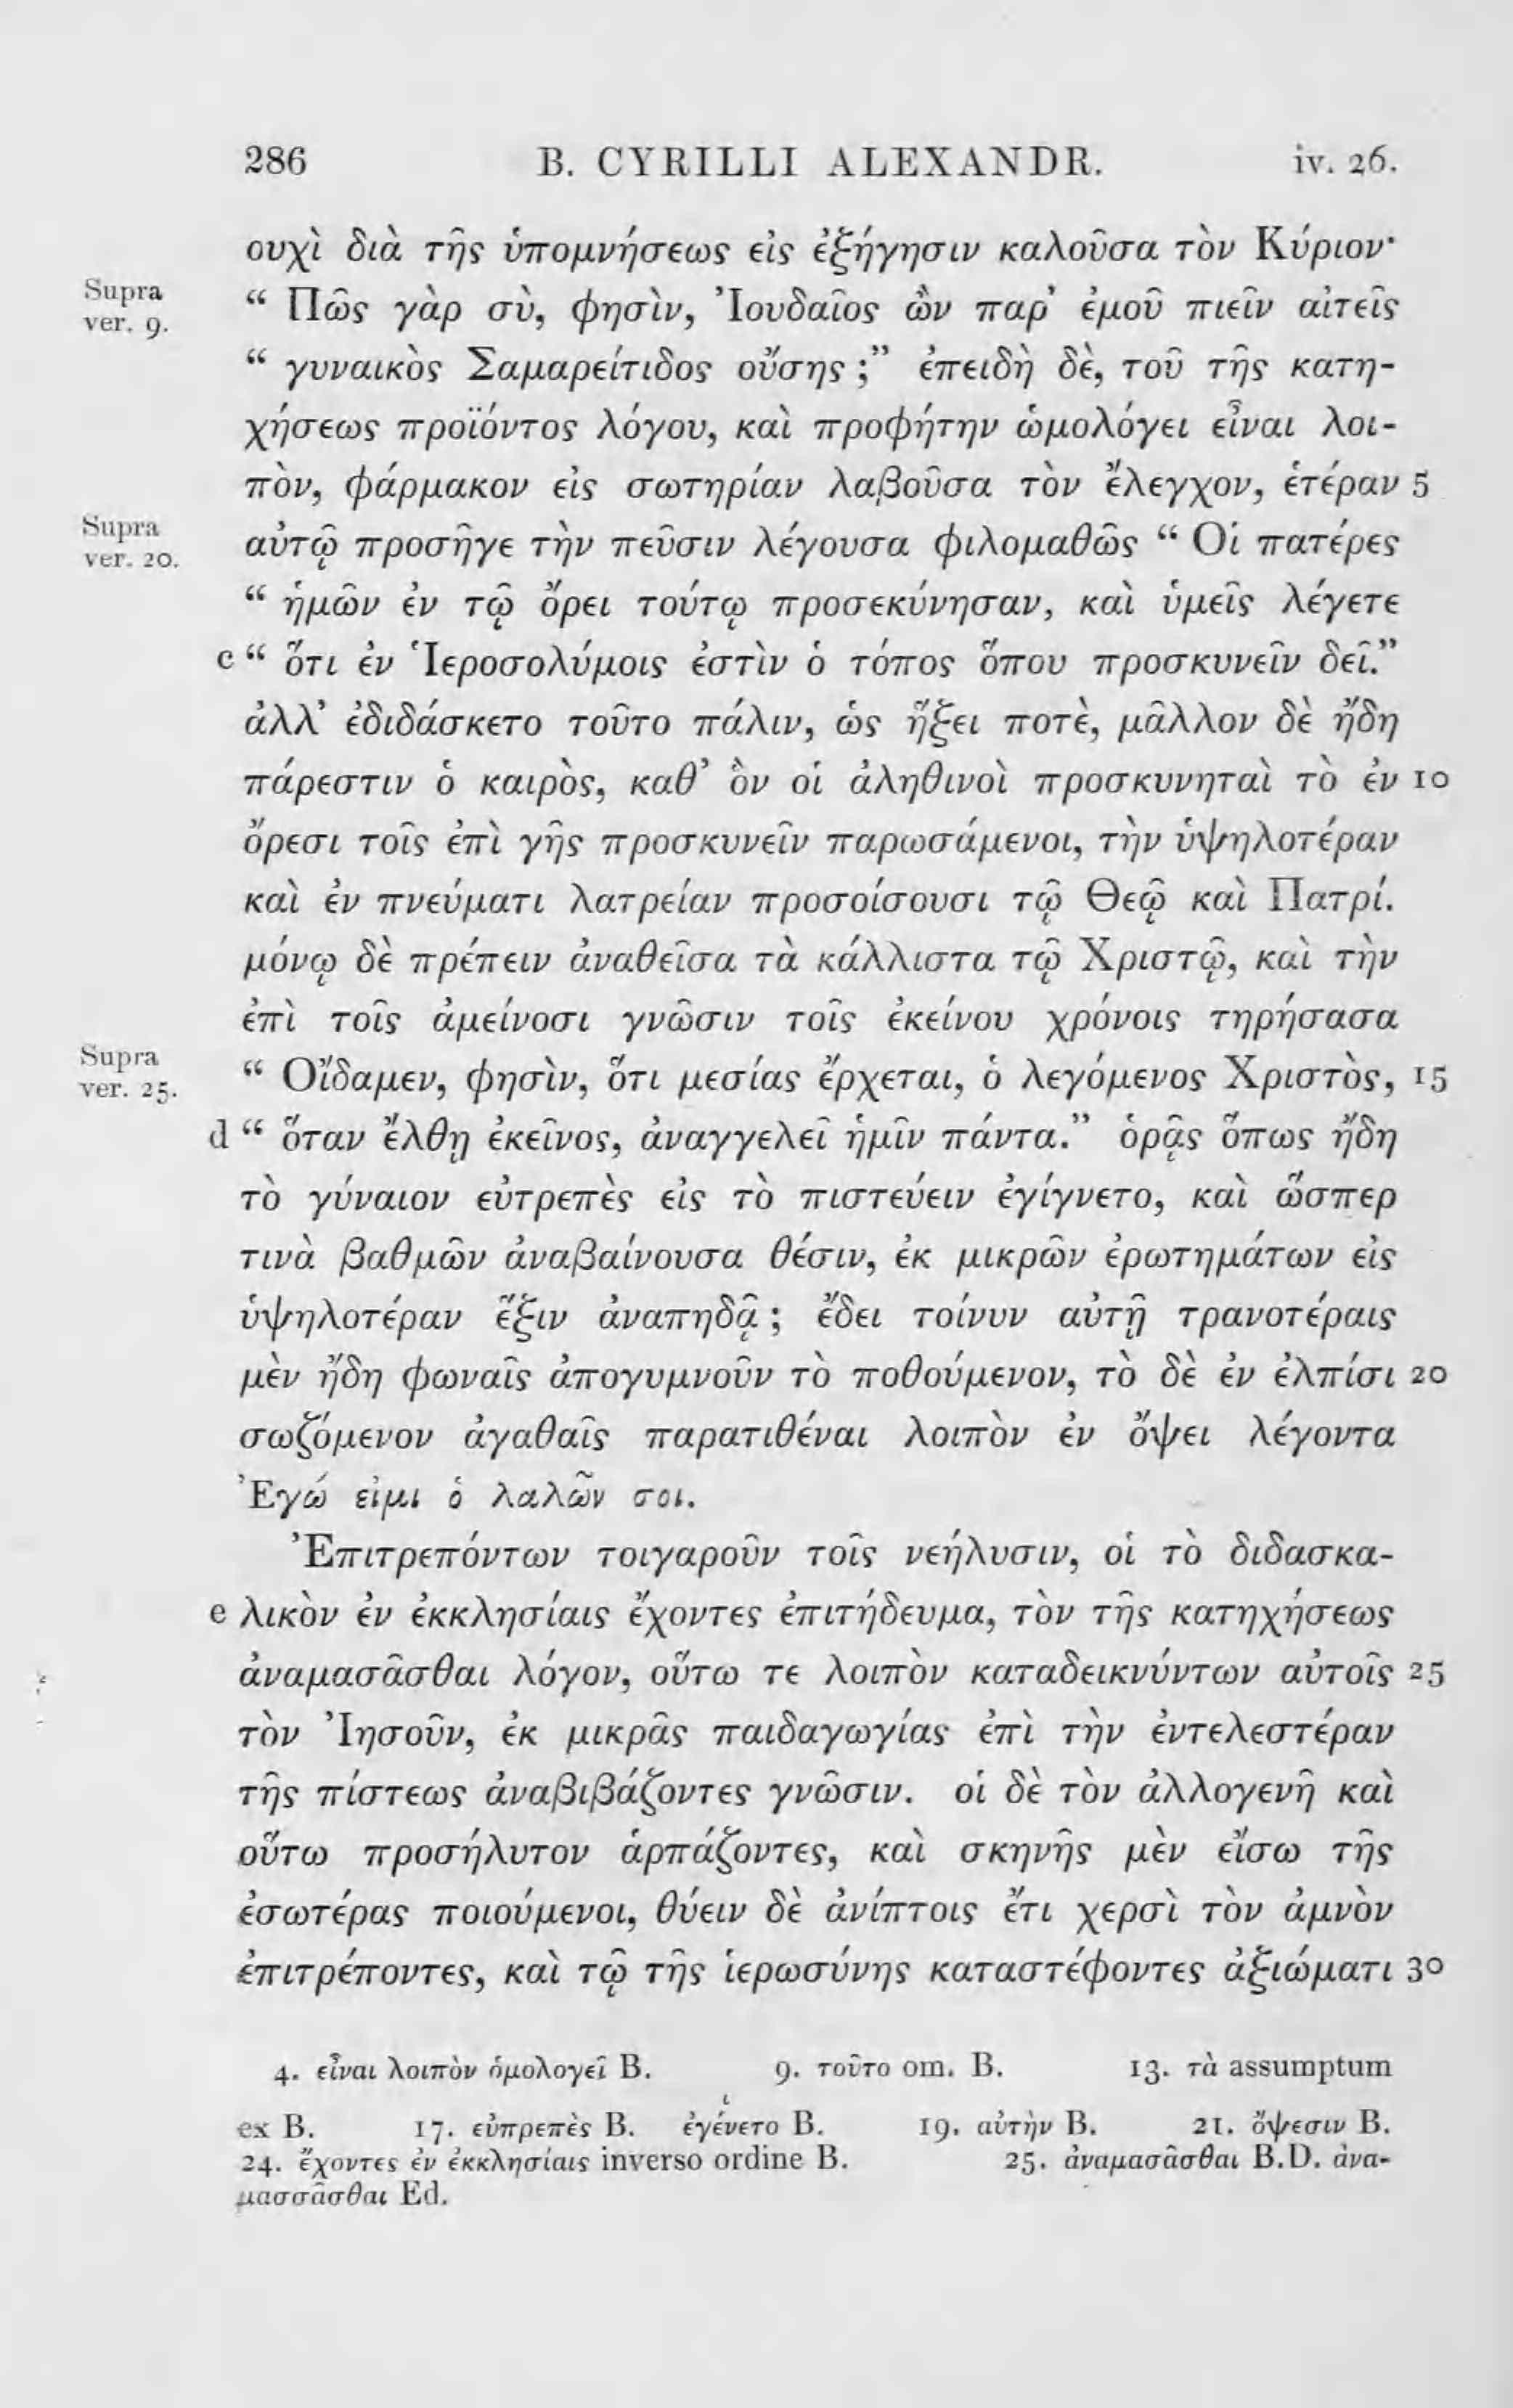 286 B. CYRILLI ALEXANDR. iv. 26.
ουχὶ διὰ τῆς ὑπομνήσεως εἰς ἐξήγησιν καλοῦσα τὸν Κύριον·
Supra ver. 9.
“ Πῶς γὰρ σὺ, φησὶν, Ἰουδαῖος ὢν παρ’ ἐμοῦ πιεῖν αἰτεῖς
“ γυναικὸς Σαμαρείτιδος οὔσης ;” ἐπειδὴ δὲ, τοῦ τῆς κατη-
χήσεως προϊόντος λόγου, καὶ προφήτην ὡμολόγει εἶναι λοι-
πὸν, φάρμακον εἰς σωτηρίαν λαβοῦσα τὸν ἔλεγχον, ἑτέραν 5
Supra ver. 20.
αὐτῷ προσῆγε τὴν πεῦσιν λέγουσα φιλομαθῶς “ Οἱ πατέρες
“ ἡμῶν ἐν τῷ ὄρει τούτῳ προσεκύνησαν, καὶ ὑμεῖς λέγετε
c “ ὅτι ἐν Ἱεροσολύμοις ἐστὶν ὁ τόπος ὅπου προσκυνεῖν δεῖ.”
ἀλλ’ ἐδιδάσκετο τοῦτο πάλιν, ὡς ἥξει ποτὲ, μᾶλλον δὲ ἤδη
πάρεστιν ὁ καιρὸς, καθ’ ὃν οἱ ἀληθινοὶ προσκυνηταὶ τὸ ἐν 10
ὄρεσι τοῖς ἐπὶ γῆς προσκυνεῖν παρωσάμενοι, τὴν ὑψηλοτέραν
καὶ ἐν πνεύματι λατρείαν προσοίσουσι τῷ Θεῷ καὶ Πατρί.
μόνῳ δὲ πρέπειν ἀναθεῖσα τὰ κάλλιστα τῷ Χριστῷ, καὶ τὴν
ἐπὶ τοῖς ἀμείνοσι γνῶσιν τοῖς ἐκείνου χρόνοις τηρήσασα
Supra ver. 25.
“ Οἴδαμεν, φησὶν, ὅτι μεσίας ἔρχεται, ὁ λεγόμενος Χριστὸς, 15
d “ ὅταν ἔλθῃ ἐκεῖνος, ἀναγγελεῖ ἡμῖν πάντα.” ὁρᾷς ὅπως ἤδη
τὸ γύναιον εὐτρεπὲς εἰς τὸ πιστεύειν ἐγίγνετο, καὶ ὥσπερ
τινὰ βαθμῶν ἀναβαίνουσα θέσιν, ἐκ μικρῶν ἐρωτημάτων εἰς
ὑψηλοτέραν ἕξιν ἀναπηδᾷ ; ἔδει τοίνυν αὐτῇ τρανοτέραις
μὲν ἤδη φωναῖς ἀπογυμνοῦν τὸ ποθούμενον, τὸ δὲ ἐν ἐλπίσι 20
σωζόμενον ἀγαθαῖς παρατιθέναι λοιπὸν ἐν ὄψει λέγοντα
Ἐγώ εἰμι ὁ λαλῶν σοι.
Ἐπιτρεπόντων τοιγαροῦν τοῖς νεήλυσιν, οἱ τὸ διδασκα-
e λικὸν ἐν ἐκκλησίαις ἔχοντες ἐπιτήδευμα, τὸν τῆς κατηχήσεως
ἀναμασᾶσθαι λόγον, οὕτω τε λοιπὸν καταδεικνύντων αὐτοῖς 25
τὸν Ἰησοῦν, ἐκ μικρᾶς παιδαγωγίας ἐπὶ τὴν ἐντελεστέραν
τῆς πίστεως ἀναβιβάζοντες γνῶσιν. οἱ δὲ τὸν ἀλλογενῆ καὶ
οὕτω προσήλυτον ἁρπάζοντες, καὶ σκηνῆς μὲν εἴσω τῆς
ἐσωτέρας ποιούμενοι, θύειν δὲ ἀνίπτοις ἔτι χερσὶ τὸν ἀμνὸν
ἐπιτρέποντες, καὶ τῷ τῆς ἱερωσύνης καταστέφοντες ἀξιώματι 30
4. εἶναι λοιπὸν ὁμολογεῖ B. 9. τοῦτο om. B. 13. τὰ assumptum
ex B. 17. εὐπρεπὲς B. ἐγέινετο B. 19. αὐτὴν B. 21. ὄψεσιν B.
24. ἔχοντες ἐν ἐκκλησίαις inverso ordine B. 25. ἀναμασᾶσθαι B.D. ἀνα-
μασσᾶσθαι Ed.